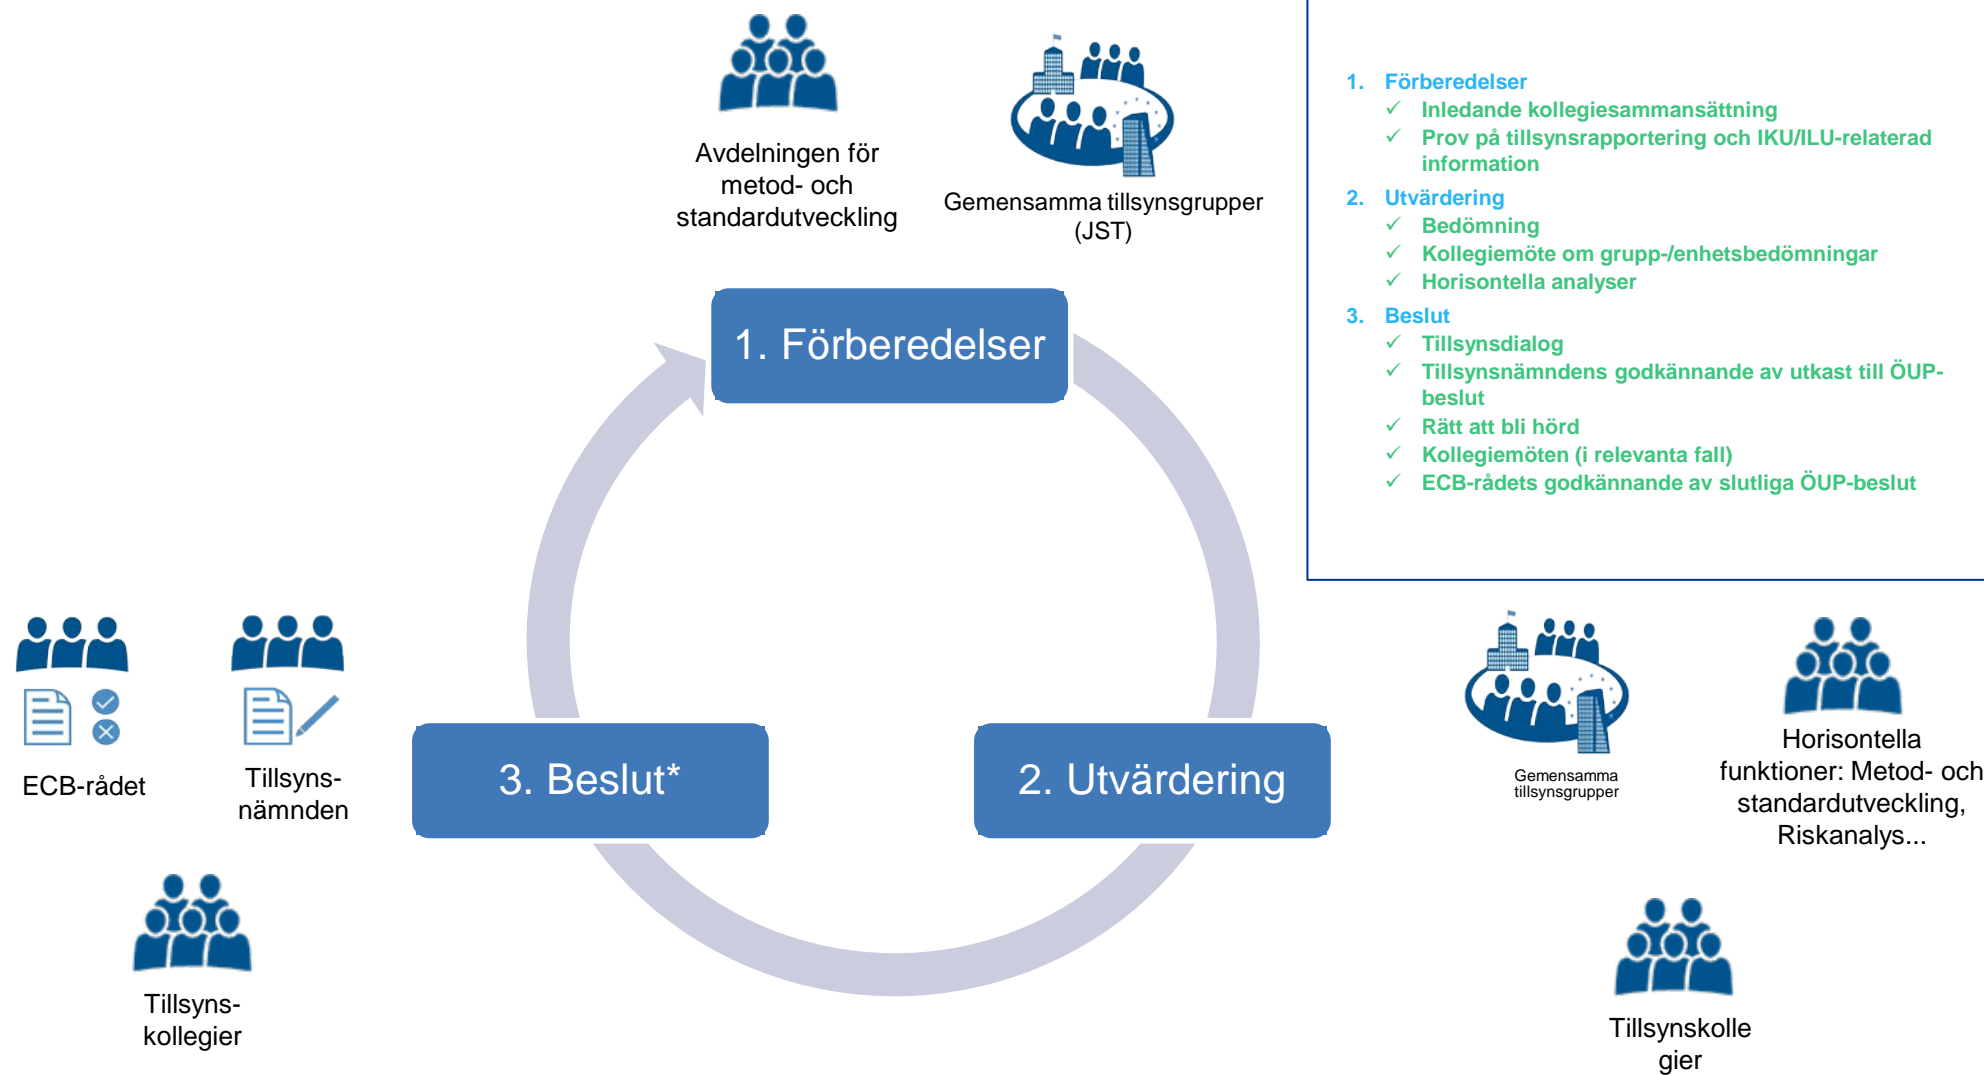 Avdelningen för
metod- och
standardutveckling
Gemensamma tillsynsgrupper
(JST)
1. Förberedelser
✓ Inledande kollegiesammansättning
✓ Prov på tillsynsrapportering och IKU/ILU-relaterad
information
2. Utvärdering
✓ Bedömning
✓ Kollegiemöte om grupp-/enhetsbedömningar
✓ Horisontella analyser
3. Beslut
✓ Tillsynsdialog
✓ Tillsynsnämndens godkännande av utkast till ÖUP-
beslut
✓ Rätt att bli hörd
✓ Kollegiemöten (i relevanta fall)
✓ ECB-rådets godkännande av slutliga ÖUP-beslut
1. Förberedelser
2. Utvärdering
3. Beslut*
ECB-rådet
Tillsyns-
nämnden
Tillsyns-
kollegier
Gemensamma
tillsynsgrupper
Horisontella
funktioner: Metod- och
standardutveckling,
Riskanalys...
Tillsynskolle
gier